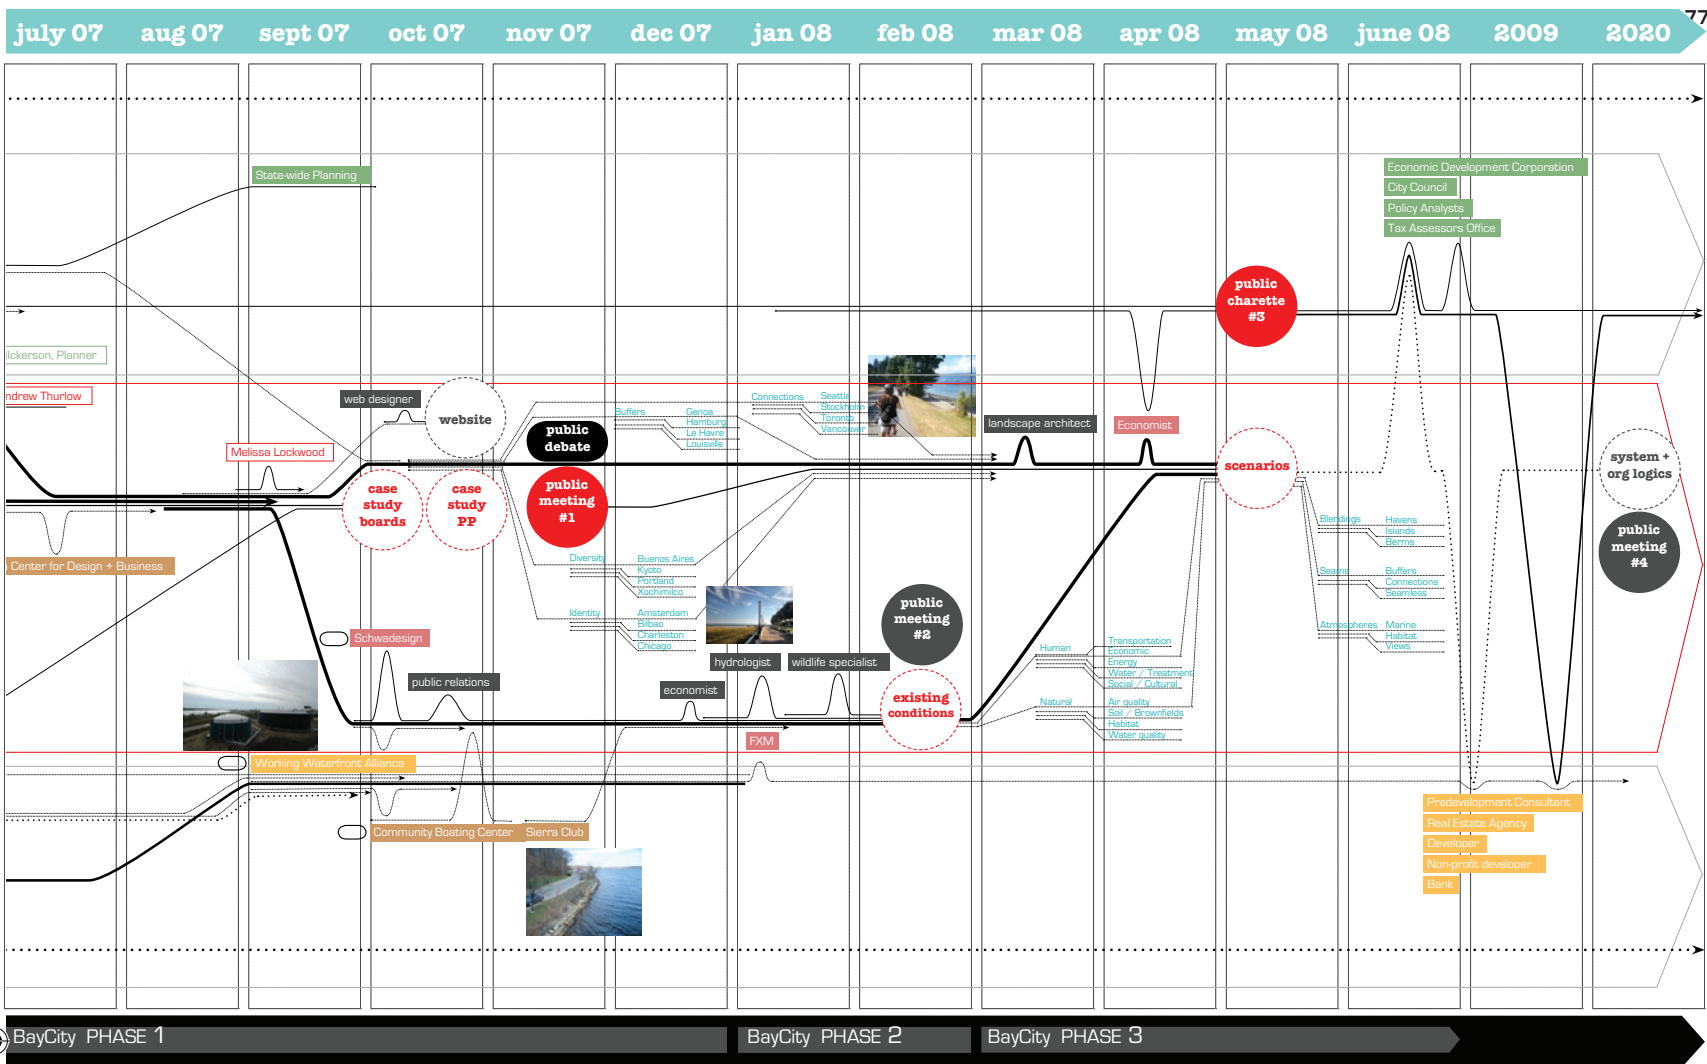 77
july 07
aug 07
sept 07
oct 07
nov 07
dec 07
jan 08
feb 08
mar 08
apr 08
may 08
june 08
2009
2020
State-wide Planning
Economic Development Corporation
City Council
Policy Analysts
Tax Assessors Office
public
charette
#3
Planner
Thurlow
web designer
website
public
debate
Buffers
Genoa
Hamburg
Le Havre
Louisville
Connections
Seattle
Stockholm
Toronto
Vancouver
landscape architect
Economist
Melissa Lockwood
case
study
boards
case
study
PP
public
meeting
#1
scenarios
system +
org logics
public
meeting
#4
Center for Design + Business
Diversity
Buenos Aires
Kyoto
Portland
Xochimilco
Identity
Amsterdam
Bilbao
Charleston
Chicago
Blendings
Havens
Islands
Berms
Seams
Buffers
Connections
Seamless
Atmospheres
Marine
Habitat
Views
public
meeting
#2
Schwadesign
public relations
hydrologist
wildlife specialist
economist
existing
conditions
Human
Transportation
Economic
Energy
Water / Treatment
Social / Cultural
Natural
Air quality
Soil / Brownfields
Habitat
Water quality
FXM
Working Waterfront Alliance
Community Boating Center
Sierra Club
Predevelopment Consultant
Real Estate Agency
Developer
Non-profit developer
Bank
BayCity PHASE 1
BayCity PHASE 2
BayCity PHASE 3